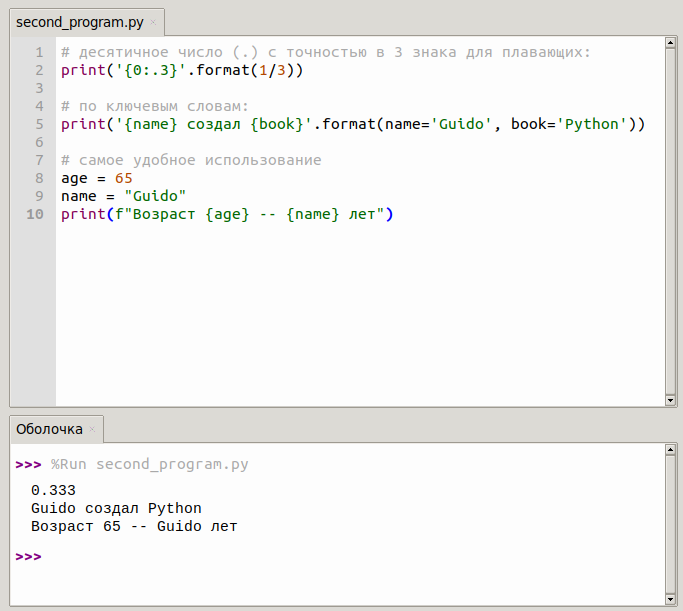 second_program.py ×
1 # десятичное число (.) с точностью в 3 знака для плавающих:
2 print('{0:.3}'.format(1/3))
3
4 # по ключевым словам:
5 print('{name} создал {book}'.format(name='Guido', book='Python'))
6
7 # самое удобное использование
8 age = 65
9 name = "Guido"
10 print(f"Возраст {age} -- {name} лет")
Оболочка ×
>>> %Run second_program.py
0.333
Guido создал Python
Возраст 65 -- Guido лет
>>>